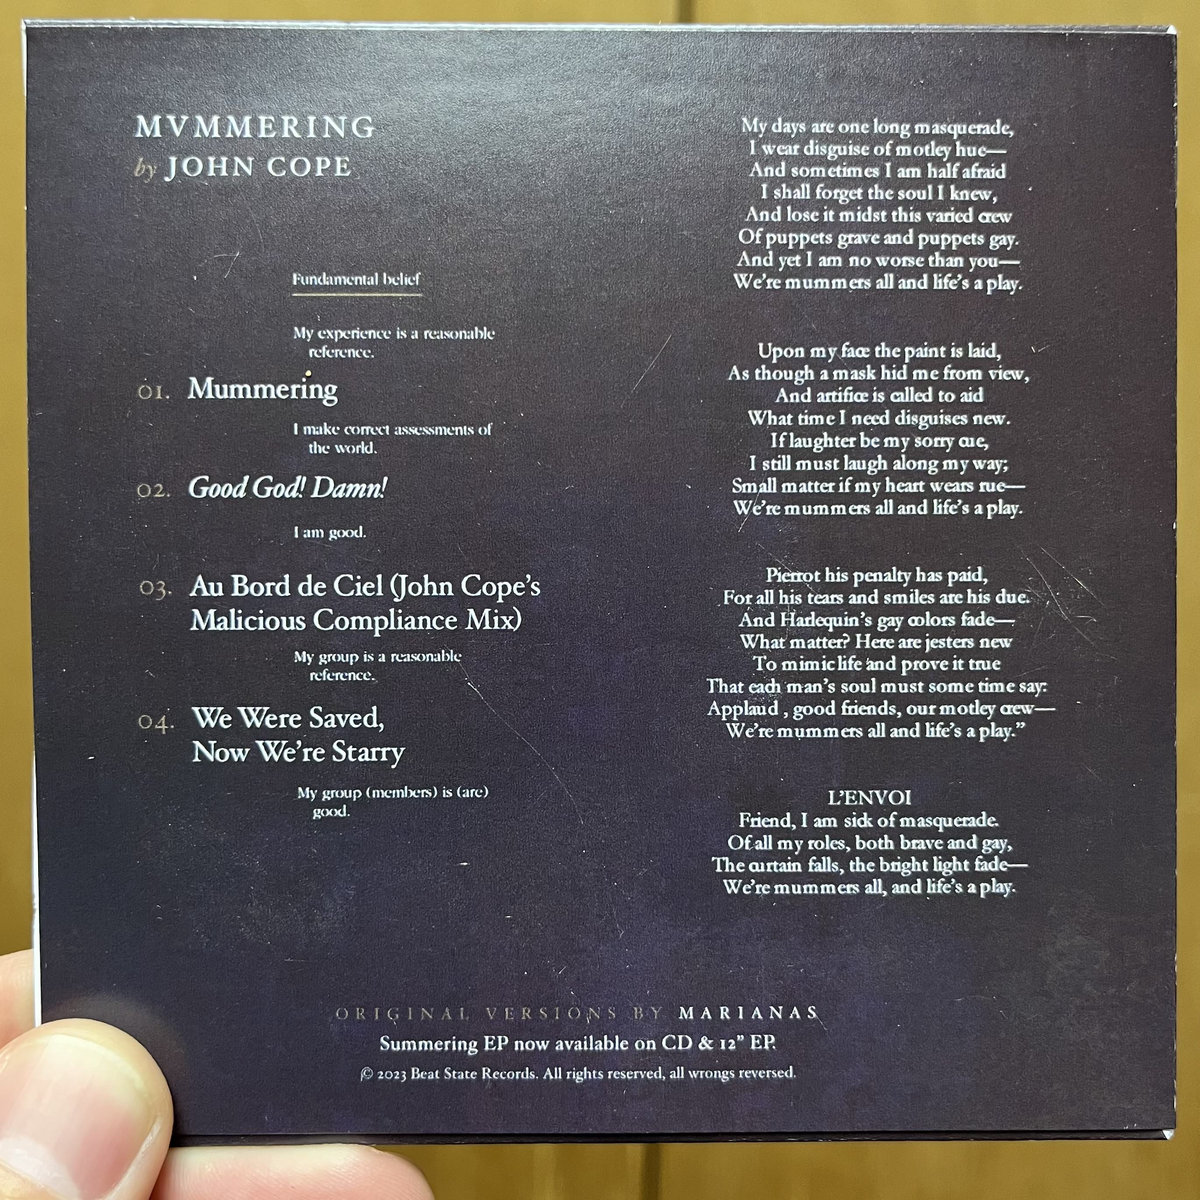 MVMMERING
by JOHN COPE
Fundamental belief
My experience is a reasonable
reference.
01. Mummering
I make correct assessments of
the world.
02. Good God! Damn!
I am good.
03. Au Bord de Ciel (John Cope's
Malicious Compliance Mix)
My group is a reasonable
reference.
04. We Were Saved,
Now We're Starry
My group (members) is (are)
good.
My days are one long masquerade,
I wear disguise of motley hue—
And sometimes I am half afraid
I shall forget the soul I knew,
And lose it midst this varied crew
Of puppets grave and puppets gay.
And yet I am no worse than you—
We're mummers all and life's a play.
Upon my face the paint is laid,
As though a mask hid me from view,
And artifice is called to aid
What time I need disguises new.
If laughter be my sorry cue,
I still must laugh along my way;
Small matter if my heart wears rue—
We're mummers all and life's a play.
Pierrot his penalty has paid,
For all his tears and smiles are his due.
And Harlequin's gay colors fade—
What matter? Here are jesters new
To mimic life and prove it true
That each man's soul must some time say:
Applaud , good friends, our motley crew—
We're mummers all and life's a play.”
L'ENVOI
Friend, I am sick of masquerade.
Of all my roles, both brave and gay,
The curtain falls, the bright light fade—
We're mummers all, and life's a play.
ORIGINAL VERSIONS BY MARIANAS
Summering EP now available on CD & 12” EP.
© 2023 Beat State Records. All rights reserved, all wrongs reversed.